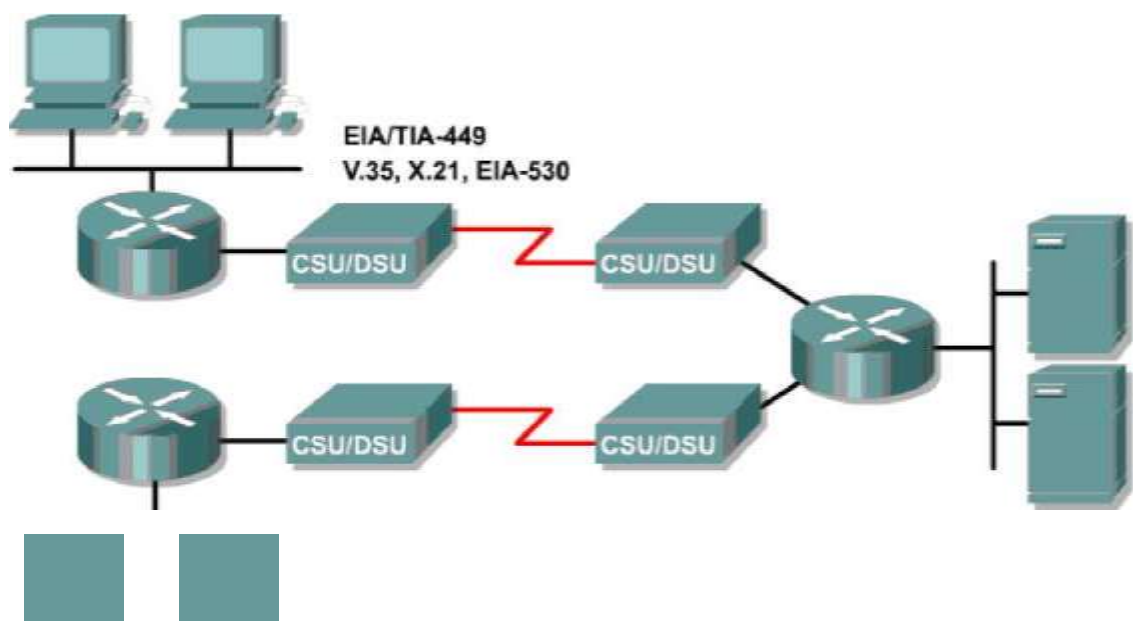 EIA/TIA-449
V.35, X.21, EIA-530
CSU/DSU
CSU/DSU
CSU/DSU
CSU/DSU